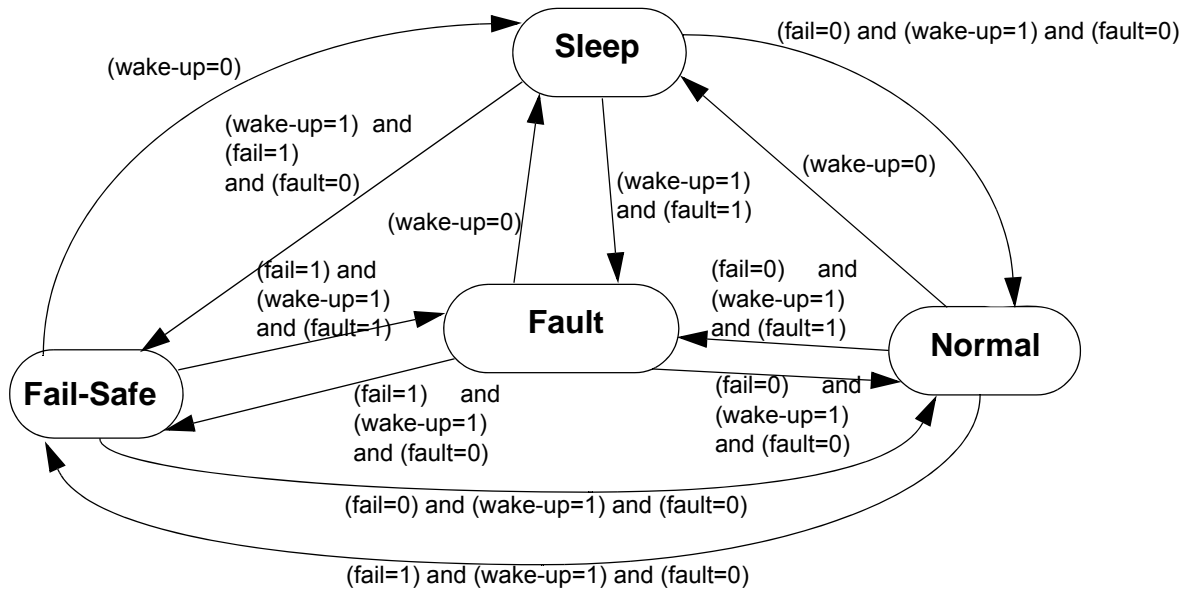 Sleep
(fail=0) and (wake-up=1) and (fault=0)
(wake-up=0)
(wake-up=1) and
(fail=1)
and (fault=0)
(wake-up=0)
(wake-up=1)
and (fault=1)
(wake-up=0)
(fail=1) and
(wake-up=1)
and (fault=1)
(fail=0) and
(wake-up=1)
and (fault=1)
Fault
Normal
Fail-Safe
(fail=1) and
(wake-up=1)
and (fault=0)
(fail=0) and
(wake-up=1)
and (fault=0)
(fail=0) and (wake-up=1) and (fault=0)
(fail=1) and (wake-up=1) and (fault=0)